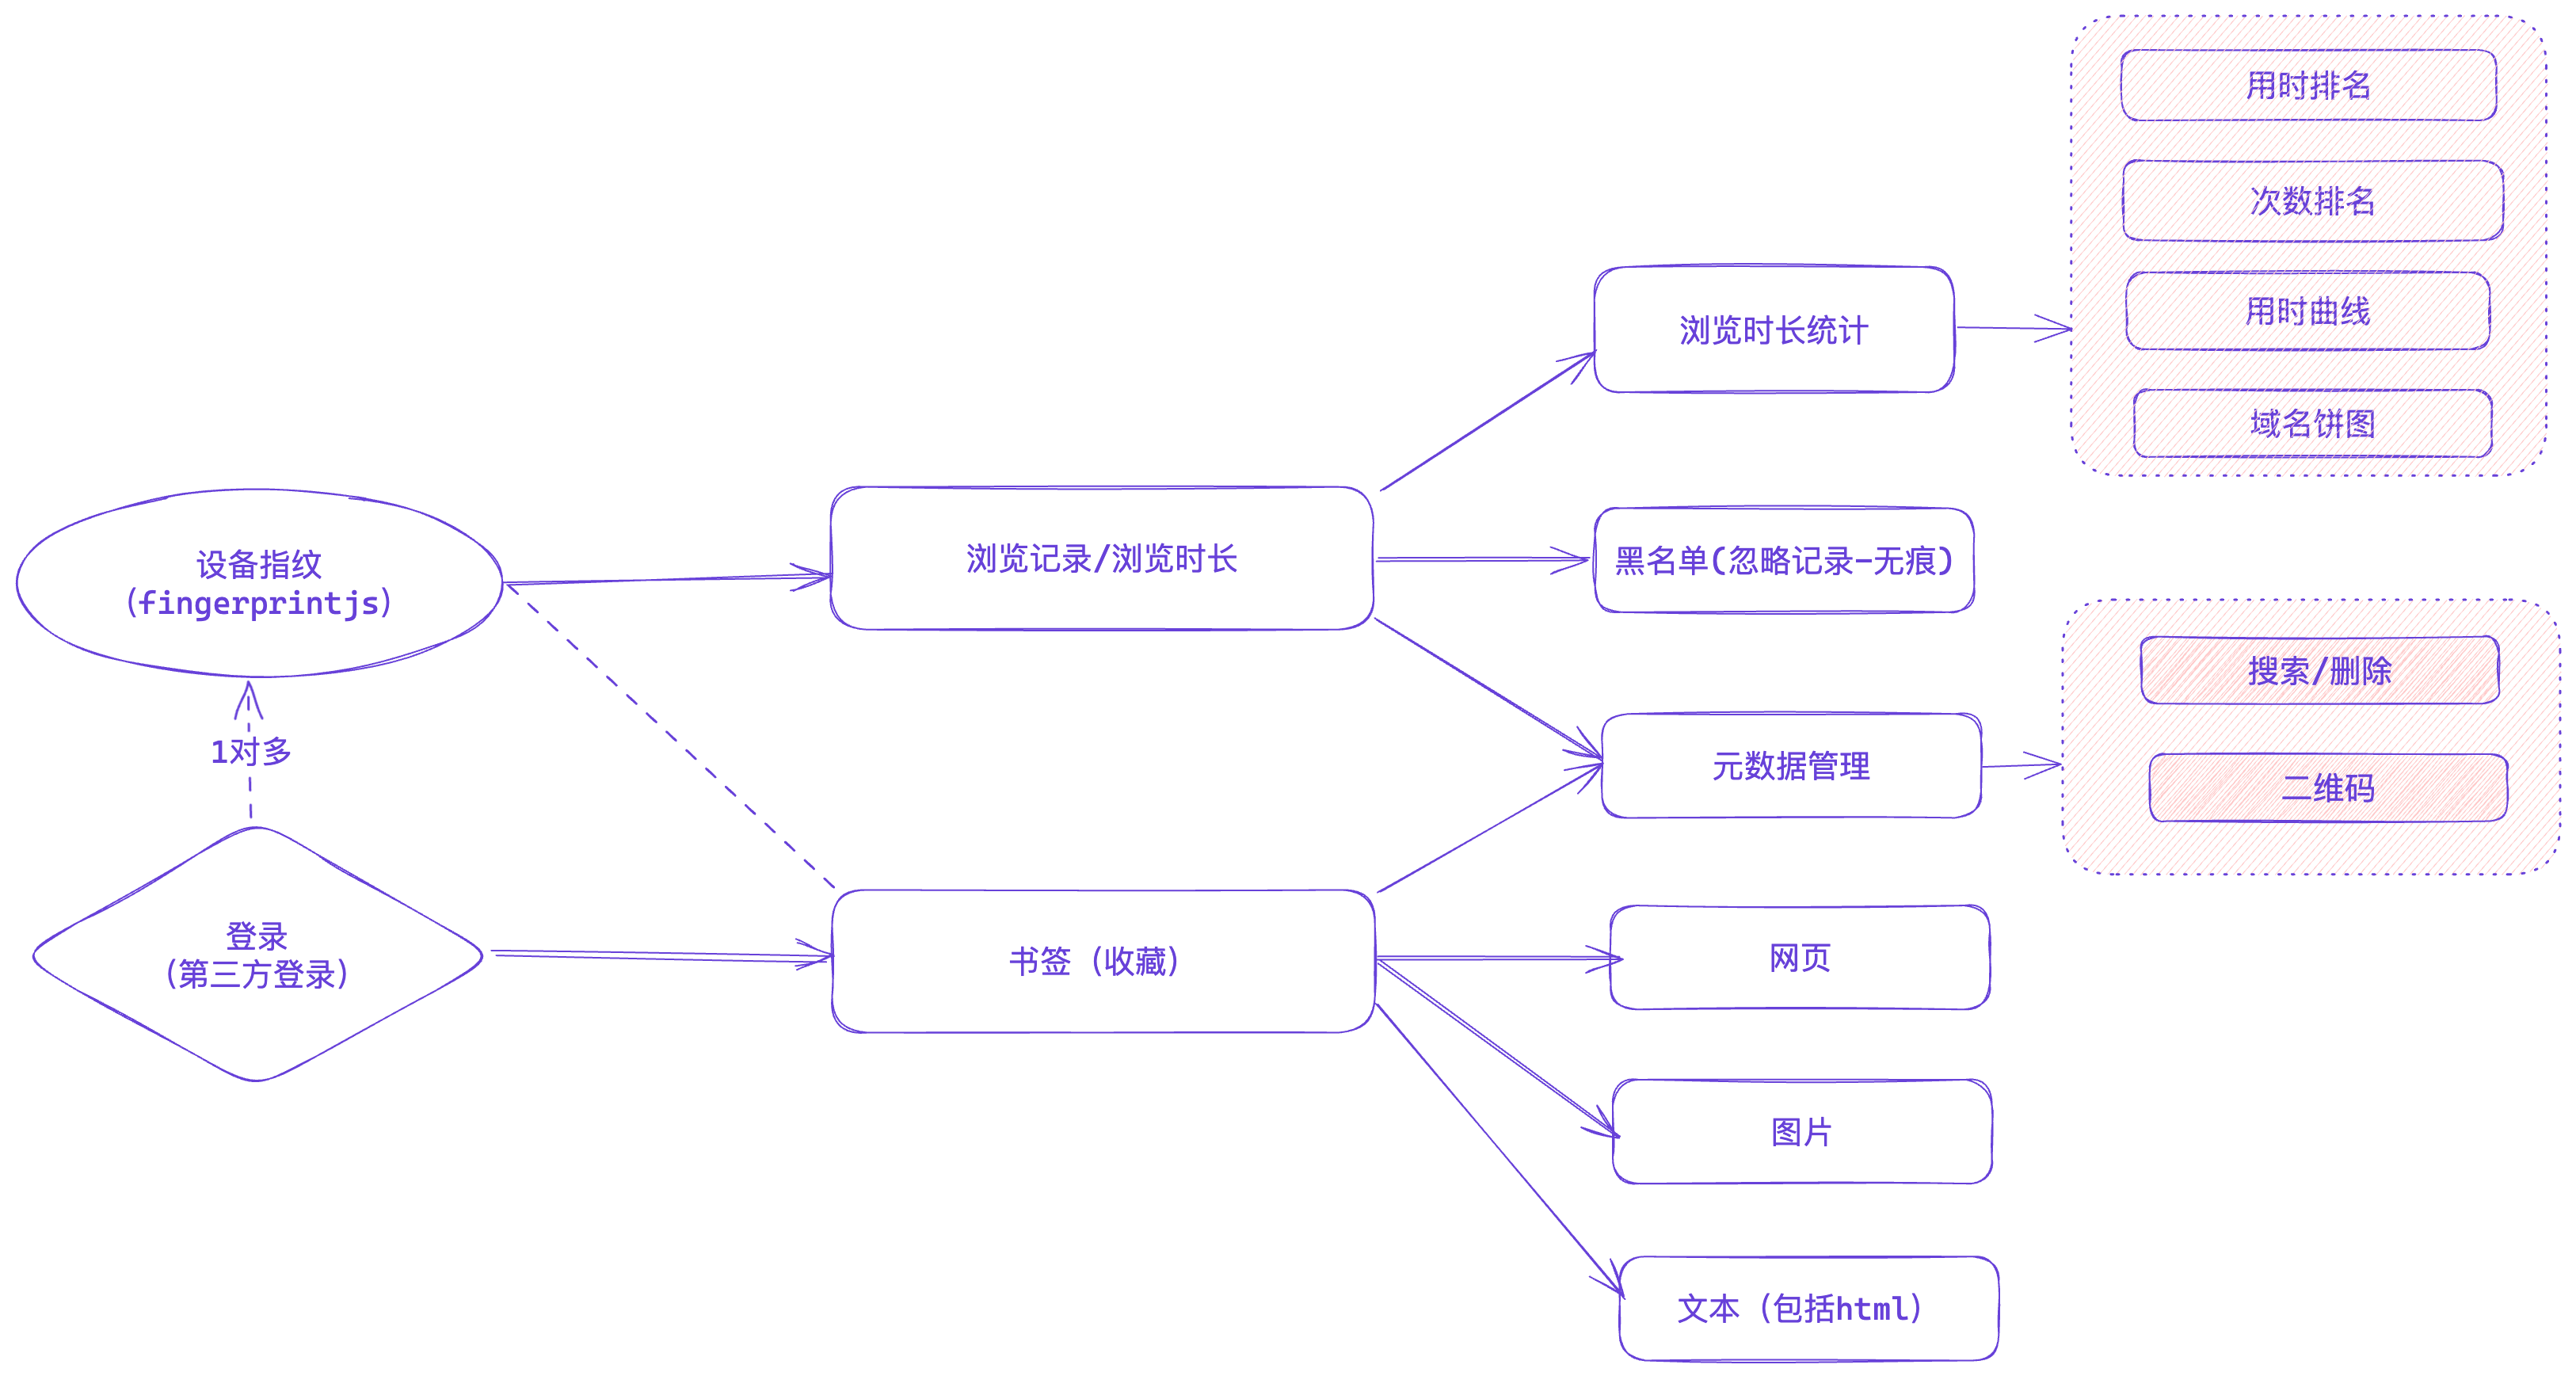 用时排名
次数排名
用时曲线
域名饼图
浏览时长统计
浏览记录/浏览时长
黑名单(忽略记录-无痕)
设备指纹
（fingerprintjs）
搜索/删除
二维码
元数据管理
1对多
登录
（第三方登录）
书签（收藏）
网页
图片
文本（包括html）